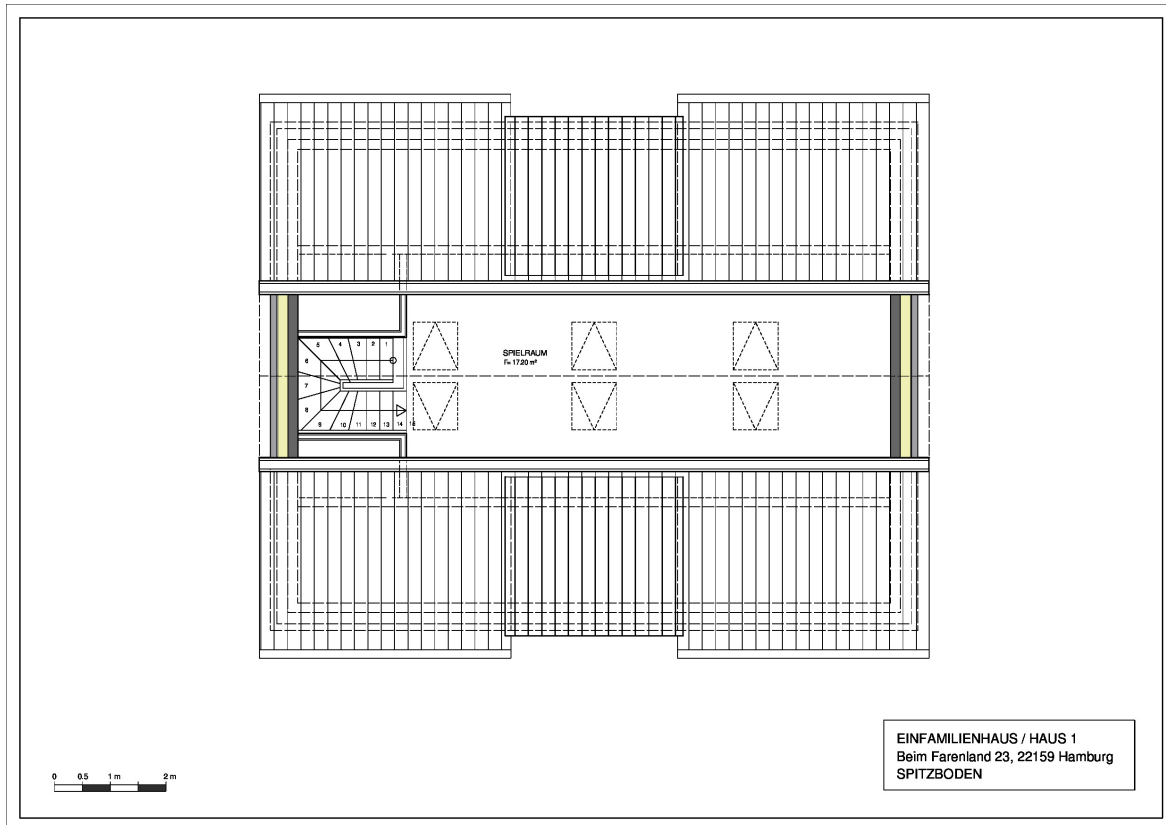 5 4 3 2 1
6
SPIELRAUM
F= 17.20 m²
7
8
9 10 11 12 13 14 15
EINFAMILIENHAUS / HAUS 1
Beim Farenland 23, 22159 Hamburg
SPITZBODEN
0 0.5 1 m 2 m